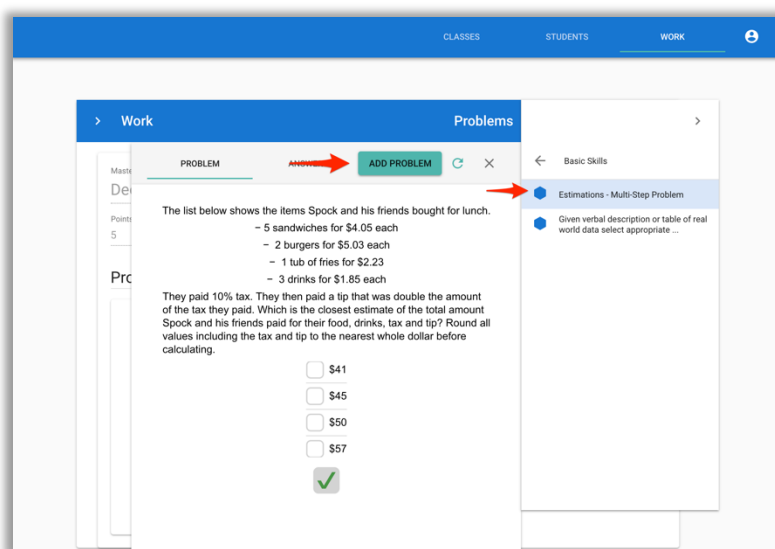 CLASSES STUDENTS WORK
Work Problems
PROBLEM ADD PROBLEM
Basic Skills
Points
5
Estimations - Multi-Step Problem
Given verbal description or table of real
world data select appropriate ...
The list below shows the items Spock and his friends bought for lunch.
− 5 sandwiches for $4.05 each
− 2 burgers for $5.03 each
− 1 tub of fries for $2.23
− 3 drinks for $1.85 each
They paid 10% tax. They then paid a tip that was double the amount
of the tax they paid. Which is the closest estimate of the total amount
Spock and his friends paid for their food, drinks, tax and tip? Round all
values including the tax and tip to the nearest whole dollar before
calculating.
$41
$45
$50
$57